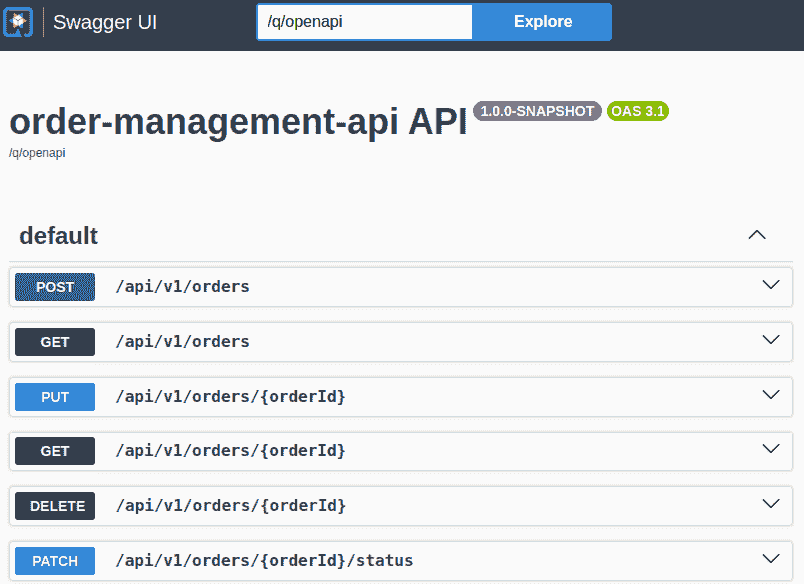 Swagger UI
/q/openapi
Explore
order-management-api API 1.0.0-SNAPSHOT OAS 3.1
/q/openapi
default
POST /api/v1/orders
GET /api/v1/orders
PUT /api/v1/orders/{orderId}
GET /api/v1/orders/{orderId}
DELETE /api/v1/orders/{orderId}
PATCH /api/v1/orders/{orderId}/status